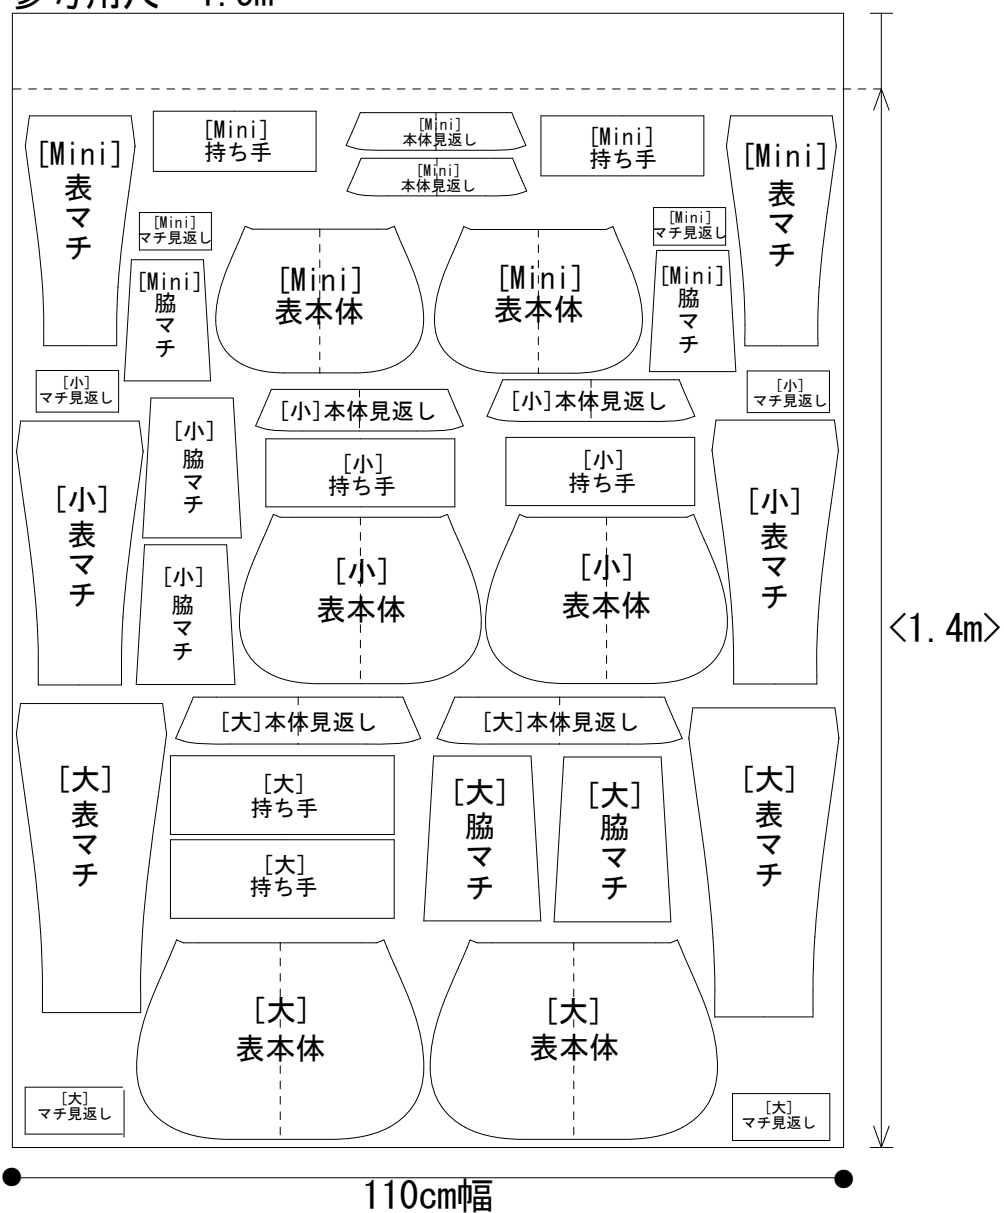 [Mini]
表マチ
[Mini]
持ち手
[Mini]
本体見返し
[Mini]
本体見返し
[Mini]
持ち手
[Mini]
表マチ
[Mini]
マチ見返し
[Mini]
マチ見返し
[Mini]
脇マチ
[Mini]
表本体
[Mini]
表本体
[Mini]
脇マチ
[小]
マチ見返し
[小]本体見返し
[小]本体見返し
[小]
マチ見返し
[小]
脇マチ
[小]
持ち手
[小]
持ち手
[小]
表マチ
[小]
表マチ
[小]
脇マチ
[小]
表本体
[小]
表本体
<1.4m>
[大]本体見返し
[大]本体見返し
[大]
表マチ
[大]
持ち手
[大]
脇マチ
[大]
脇マチ
[大]
表マチ
[大]
持ち手
[大]
表本体
[大]
表本体
[大]
マチ見返し
[大]
マチ見返し
110cm幅